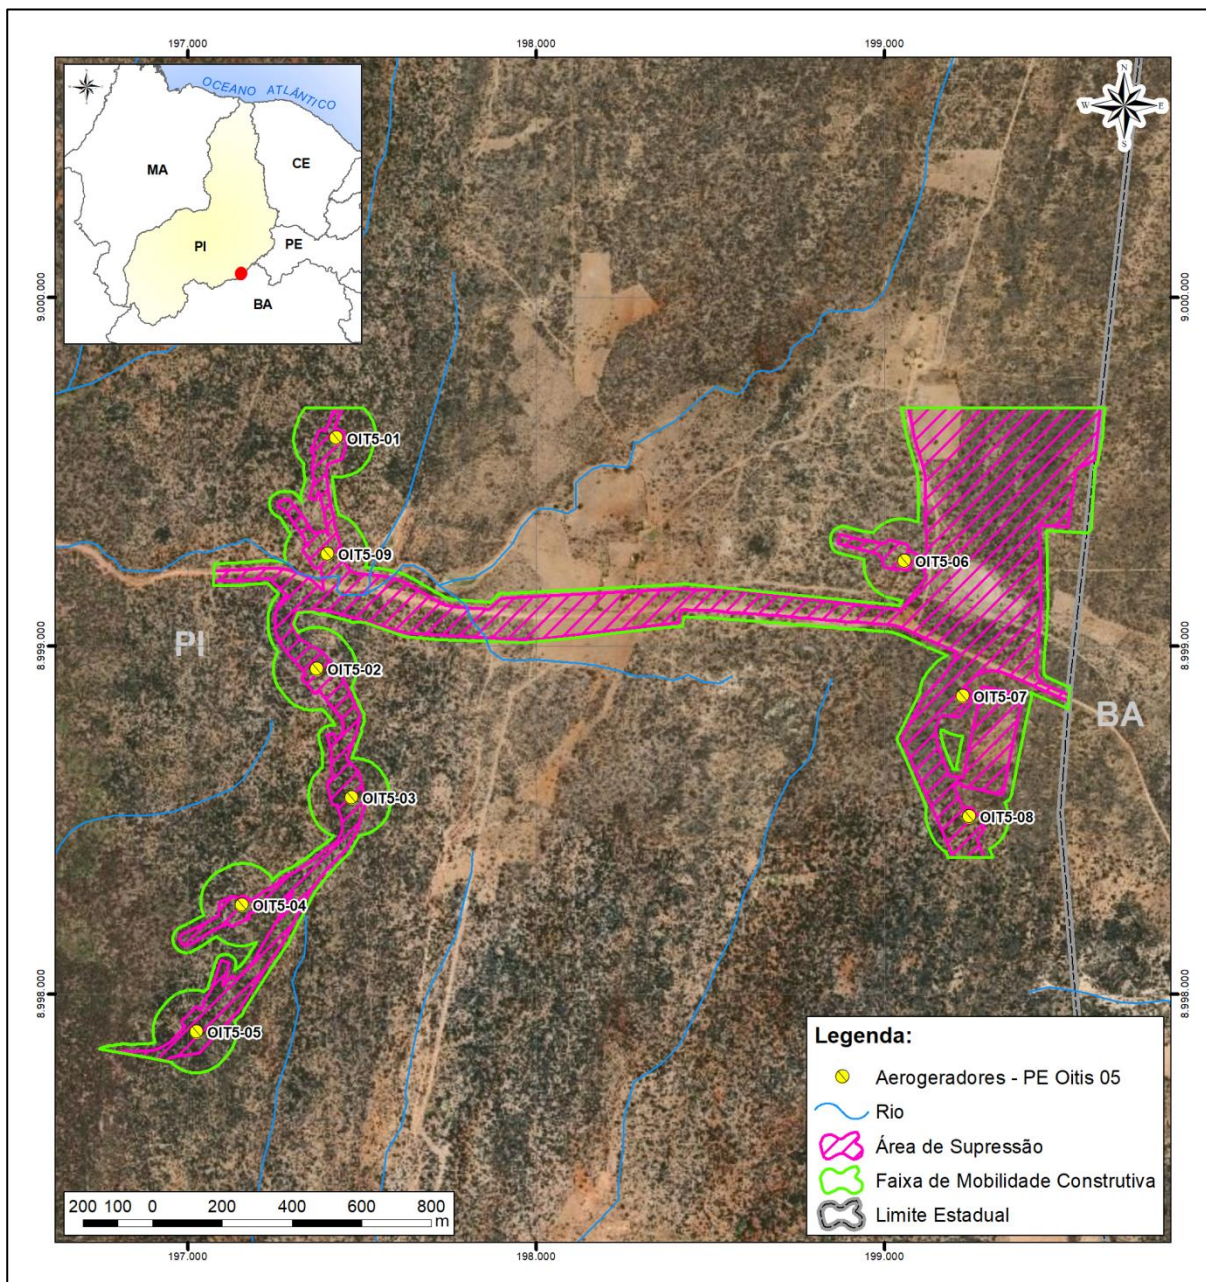 197.000
198.000
199.000
OCEANO ATLÂNTICO
MA
CE
PI
PE
BA
N
W
E
S
9.000.000
9.000.000
OIT5-01
OIT5-09
OIT5-06
8.999.000
8.999.000
PI
OIT5-02
OIT5-07
BA
OIT5-03
OIT5-08
OIT5-04
OIT5-05
8.998.000
8.998.000
Legenda:
Aerogeradores - PE Oitis 05
Rio
Área de Supressão
Faixa de Mobilidade Construtiva
Limite Estadual
200 100 0 200 400 600 800
m
197.000
198.000
199.000